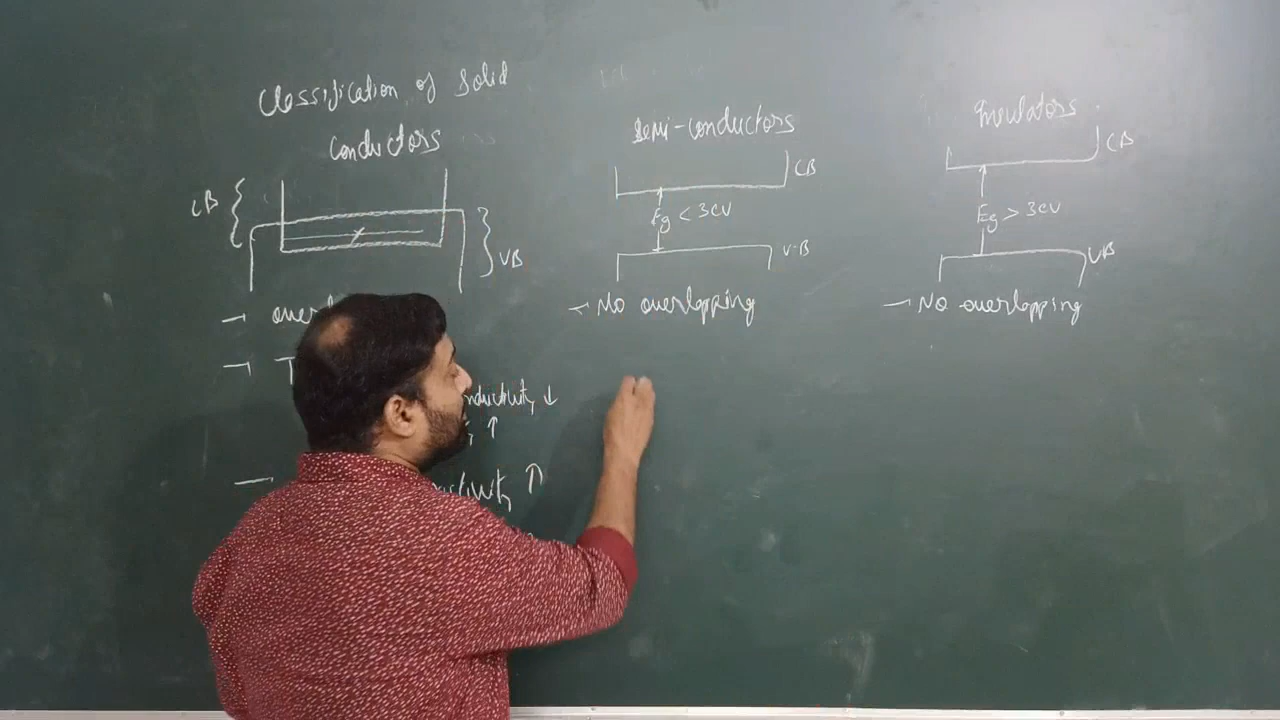 Classification of Solid
Conductors
CB
VB
↓
↑
↑
Semi-conductors
CB
Eg < 3eV
V-B
- No overlapping
Insulators
CB
Eg > 3eV
VB
- No overlapping